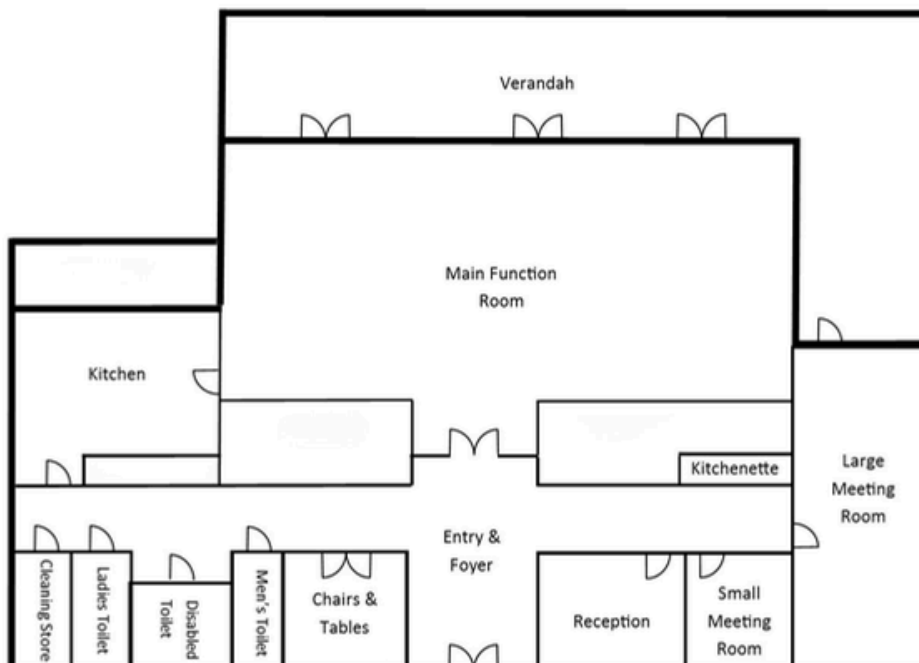 Verandah
Main Function
Room
Kitchen
Kitchenette
Large
Meeting
Room
Entry &
Foyer
Cleaning Store
Ladies Toilet
Disabled
Toilet
Men's Toilet
Chairs &
Tables
Reception
Small
Meeting
Room